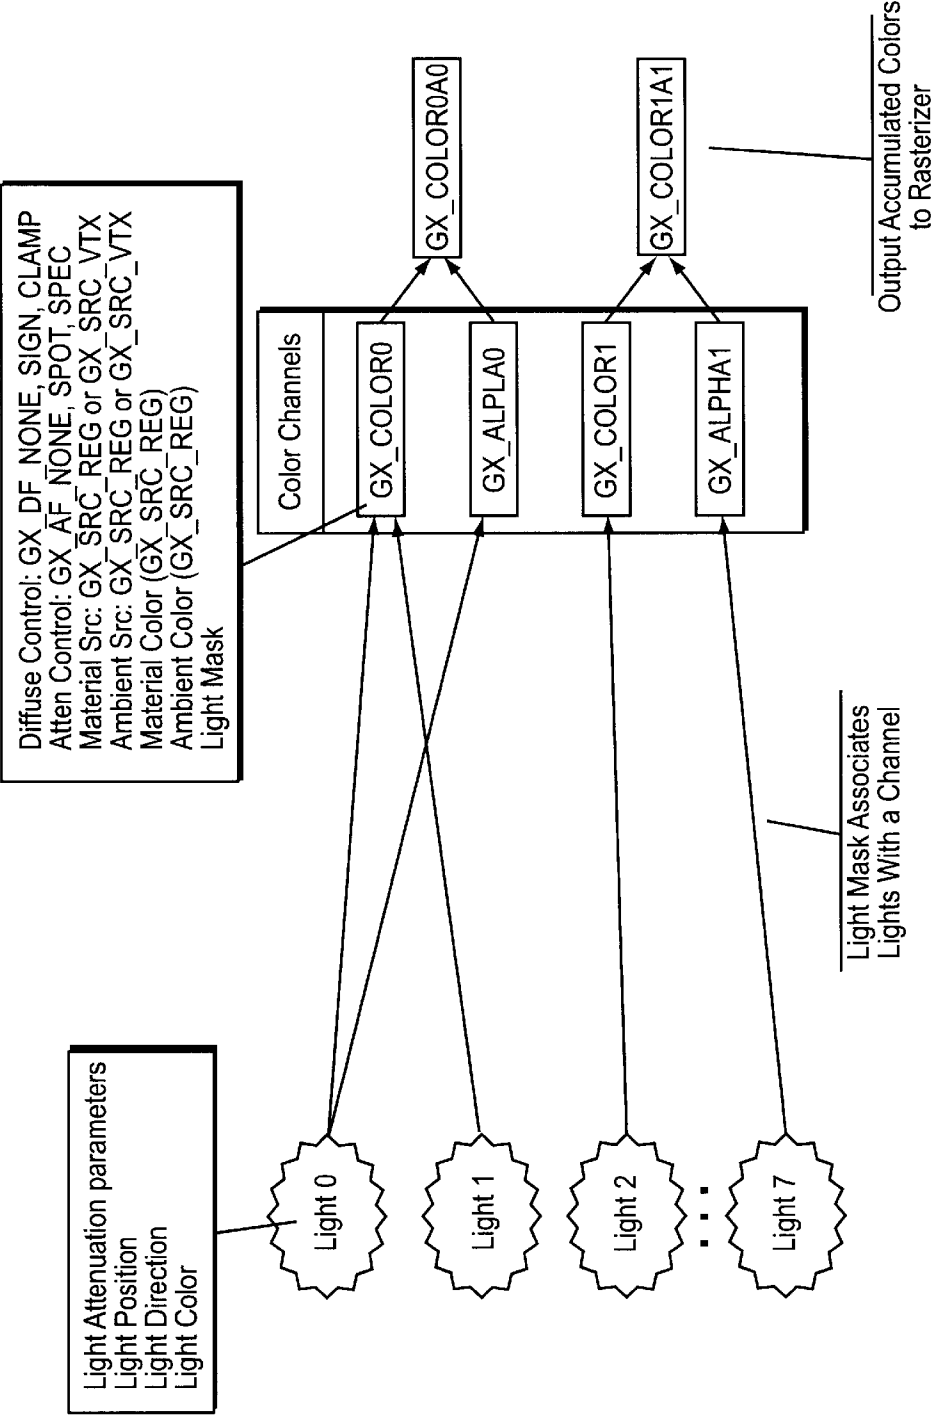 Light Attenuation parameters
Light Position
Light Direction
Light Color
Diffuse Control: GX_DF_NONE, SIGN, CLAMP
Atten Control: GX_AF_NONE, SPOT, SPEC
Material Src: GX_SRC_REG or GX_SRC_VTX
Ambient Src: GX_SRC_REG or GX_SRC_VTX
Material Color (GX_SRC_REG)
Ambient Color (GX_SRC_REG)
Light Mask
Light 0
Light 1
Light 2
Light 7
Color Channels
GX_COLOR0
GX_ALPLA0
GX_COLOR1
GX_ALPHA1
GX_COLOR0A0
GX_COLOR1A1
Light Mask Associates
Lights With a Channel
Output Accumulated Colors
to Rasterizer